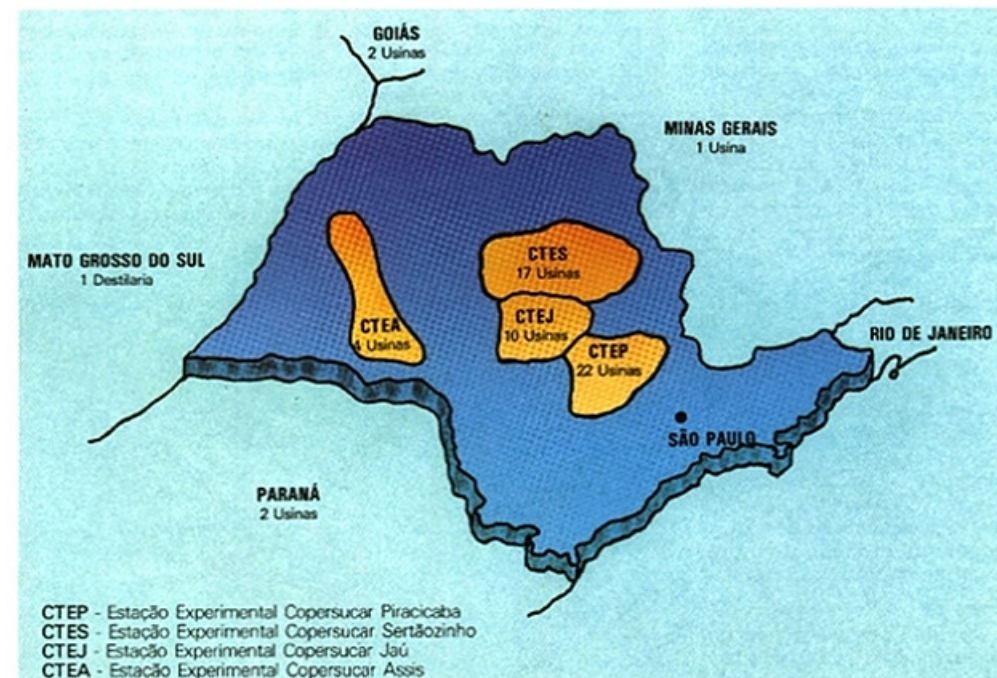 GOIÁS
2 Usinas
MINAS GERAIS
1 Usina
MATO GROSSO DO SUL
1 Destilaria
CTES
17 Usinas
CTEJ
10 Usinas
CTEA
4 Usinas
CTEP
22 Usinas
RIO DE JANEIRO
SÃO PAULO
PARANÁ
2 Usinas
CTEP - Estação Experimental Copersucar Piracicaba
CTES - Estação Experimental Copersucar Sertãozinho
CTEJ - Estação Experimental Copersucar Jaú
CTEA - Estação Experimental Copersucar Assis